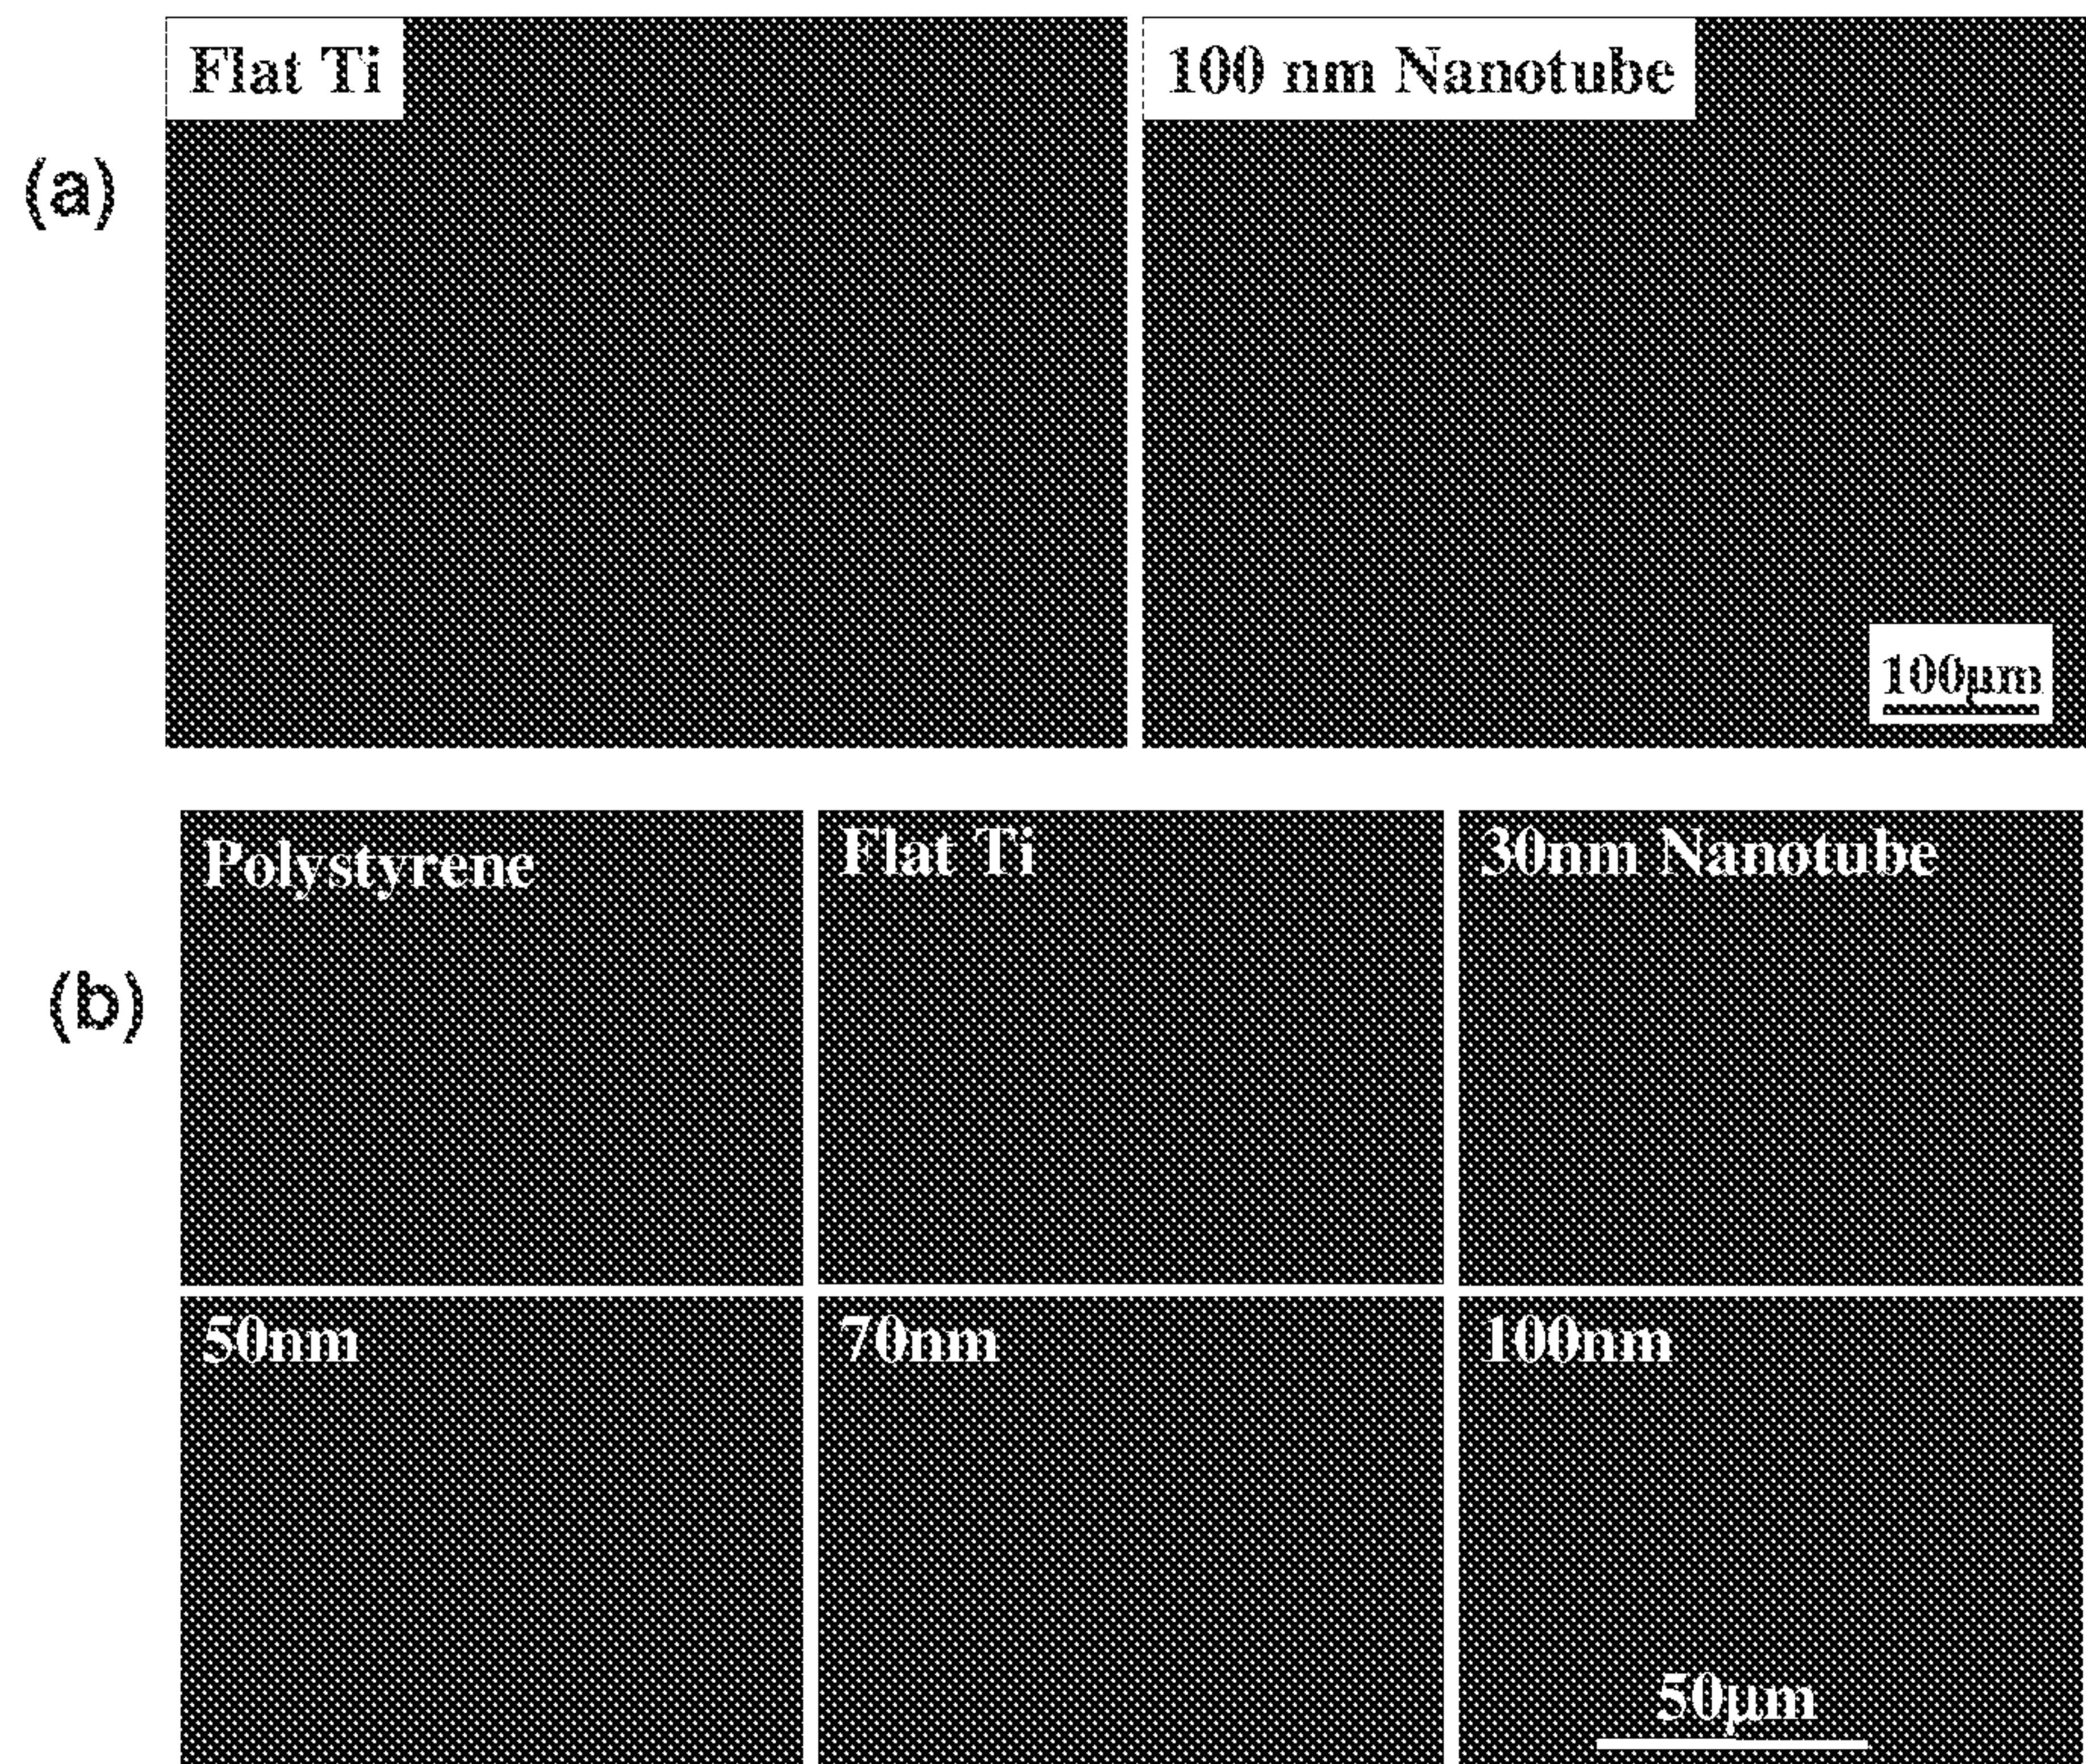 (a)
Flat Ti
100 nm Nanotube
100µm
(b)
Polystyrene
Flat Ti
30nm Nanotube
50nm
70nm
100nm
50µm